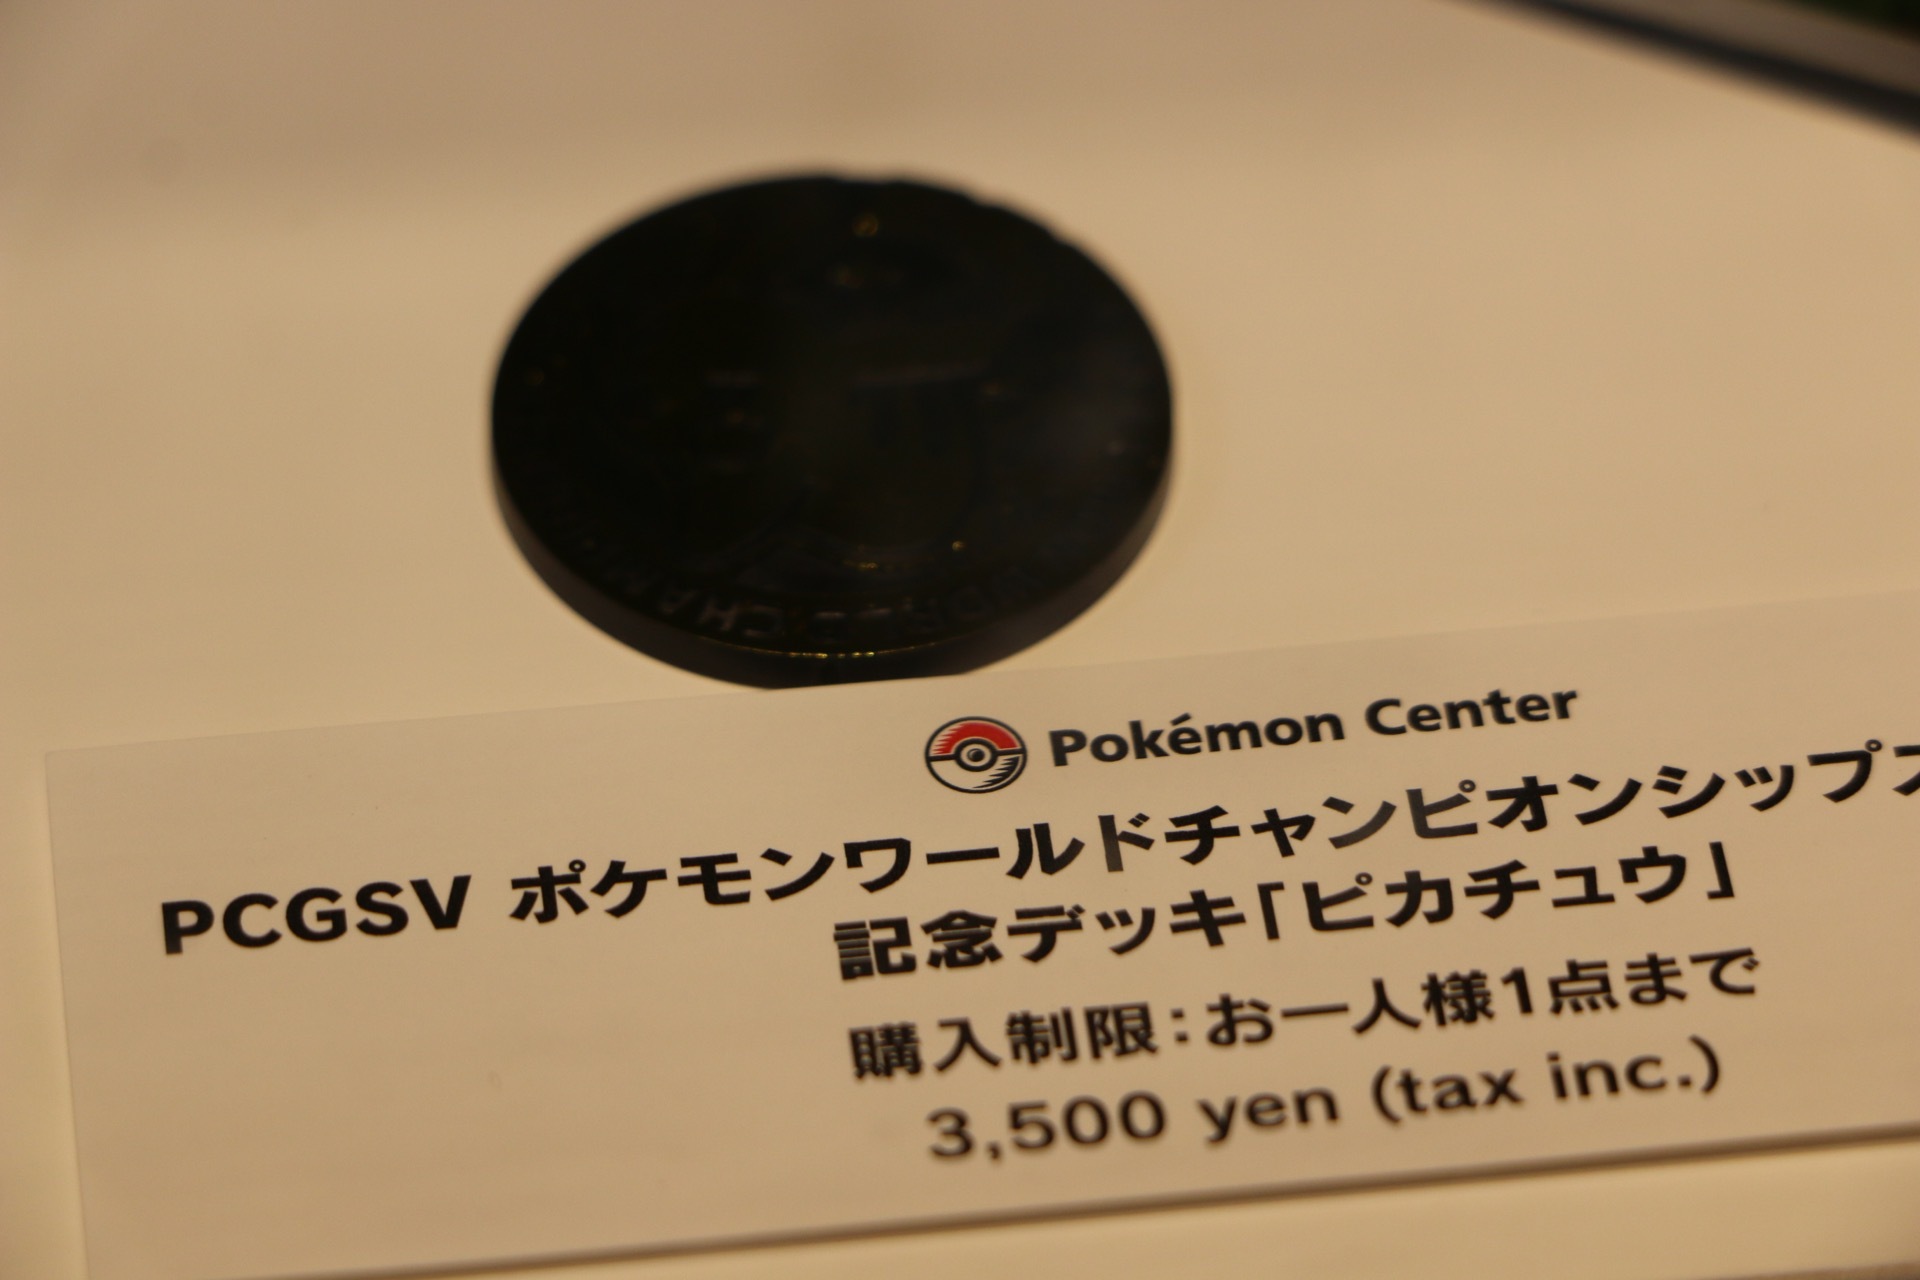 Pokémon Center
PCGSV ポケモンワールドチャンピオンシップス
記念デッキ「ピカチュウ」
購入制限：お一人様1点まで
3,500 yen (tax inc.)